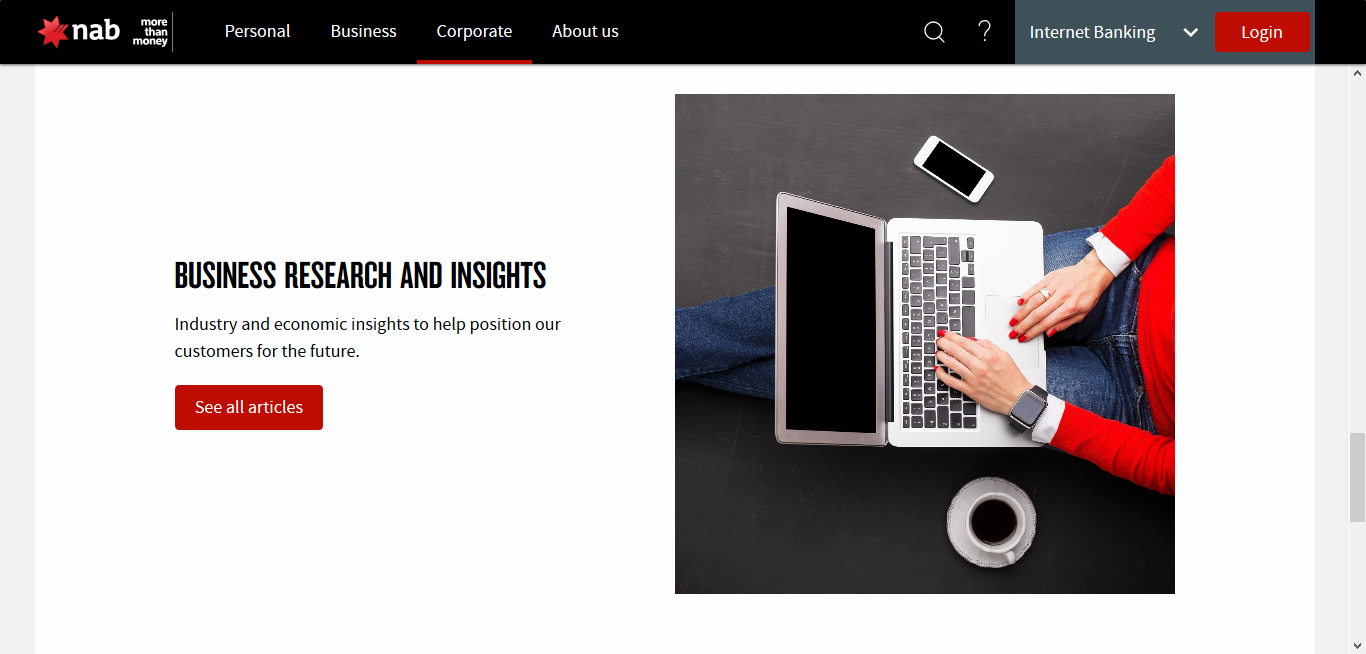 nab
more
than
money
Personal
Business
Corporate
About us
?
Internet Banking
Login
BUSINESS RESEARCH AND INSIGHTS
Industry and economic insights to help position our
customers for the future.
See all articles